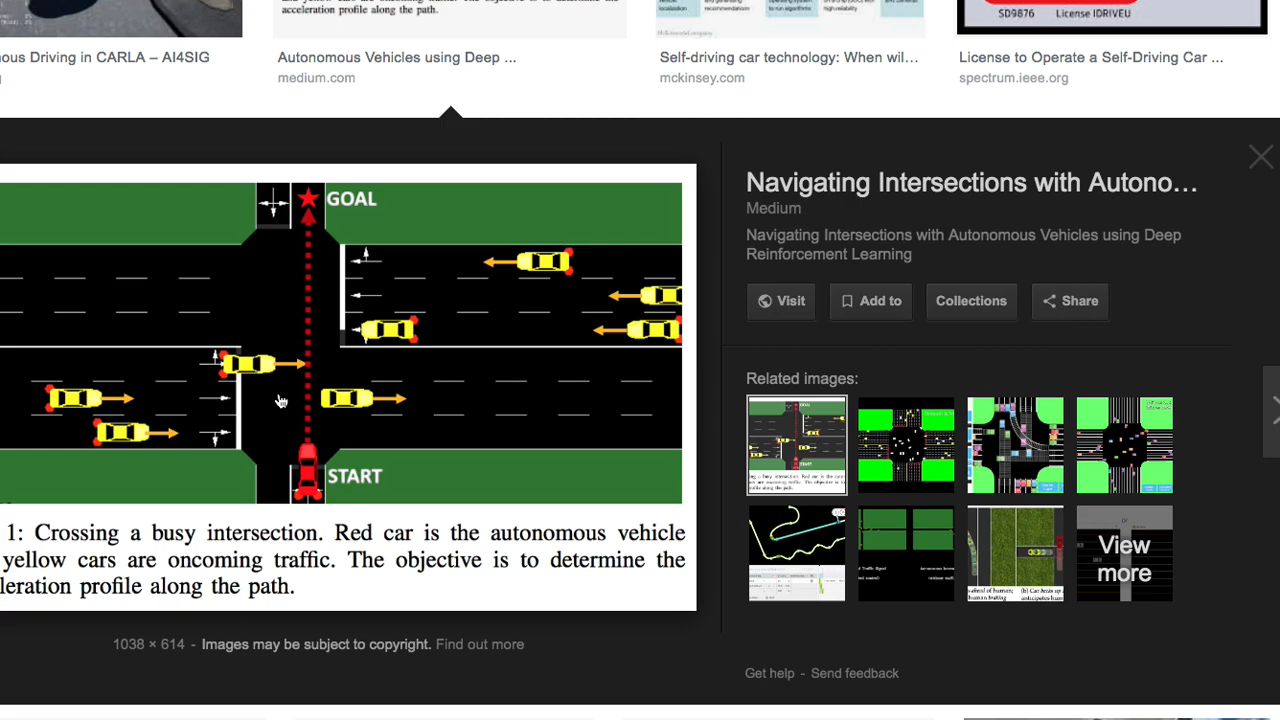 acceleration profile along the path.
SD9876 License IDRIVEU
ous Driving in CARLA – AI4SIG
Autonomous Vehicles using Deep ...
medium.com
Self-driving car technology: When wil…
mckinsey.com
License to Operate a Self-Driving Car ...
spectrum.ieee.org
GOAL
START
1: Crossing a busy intersection. Red car is the autonomous vehicle
yellow cars are oncoming traffic. The objective is to determine the
leration profile along the path.
1038 × 614 - Images may be subject to copyright. Find out more
Navigating Intersections with Autono…
Medium
Navigating Intersections with Autonomous Vehicles using Deep
Reinforcement Learning
Visit
Add to
Collections
Share
Related images:
View
more
Get help - Send feedback